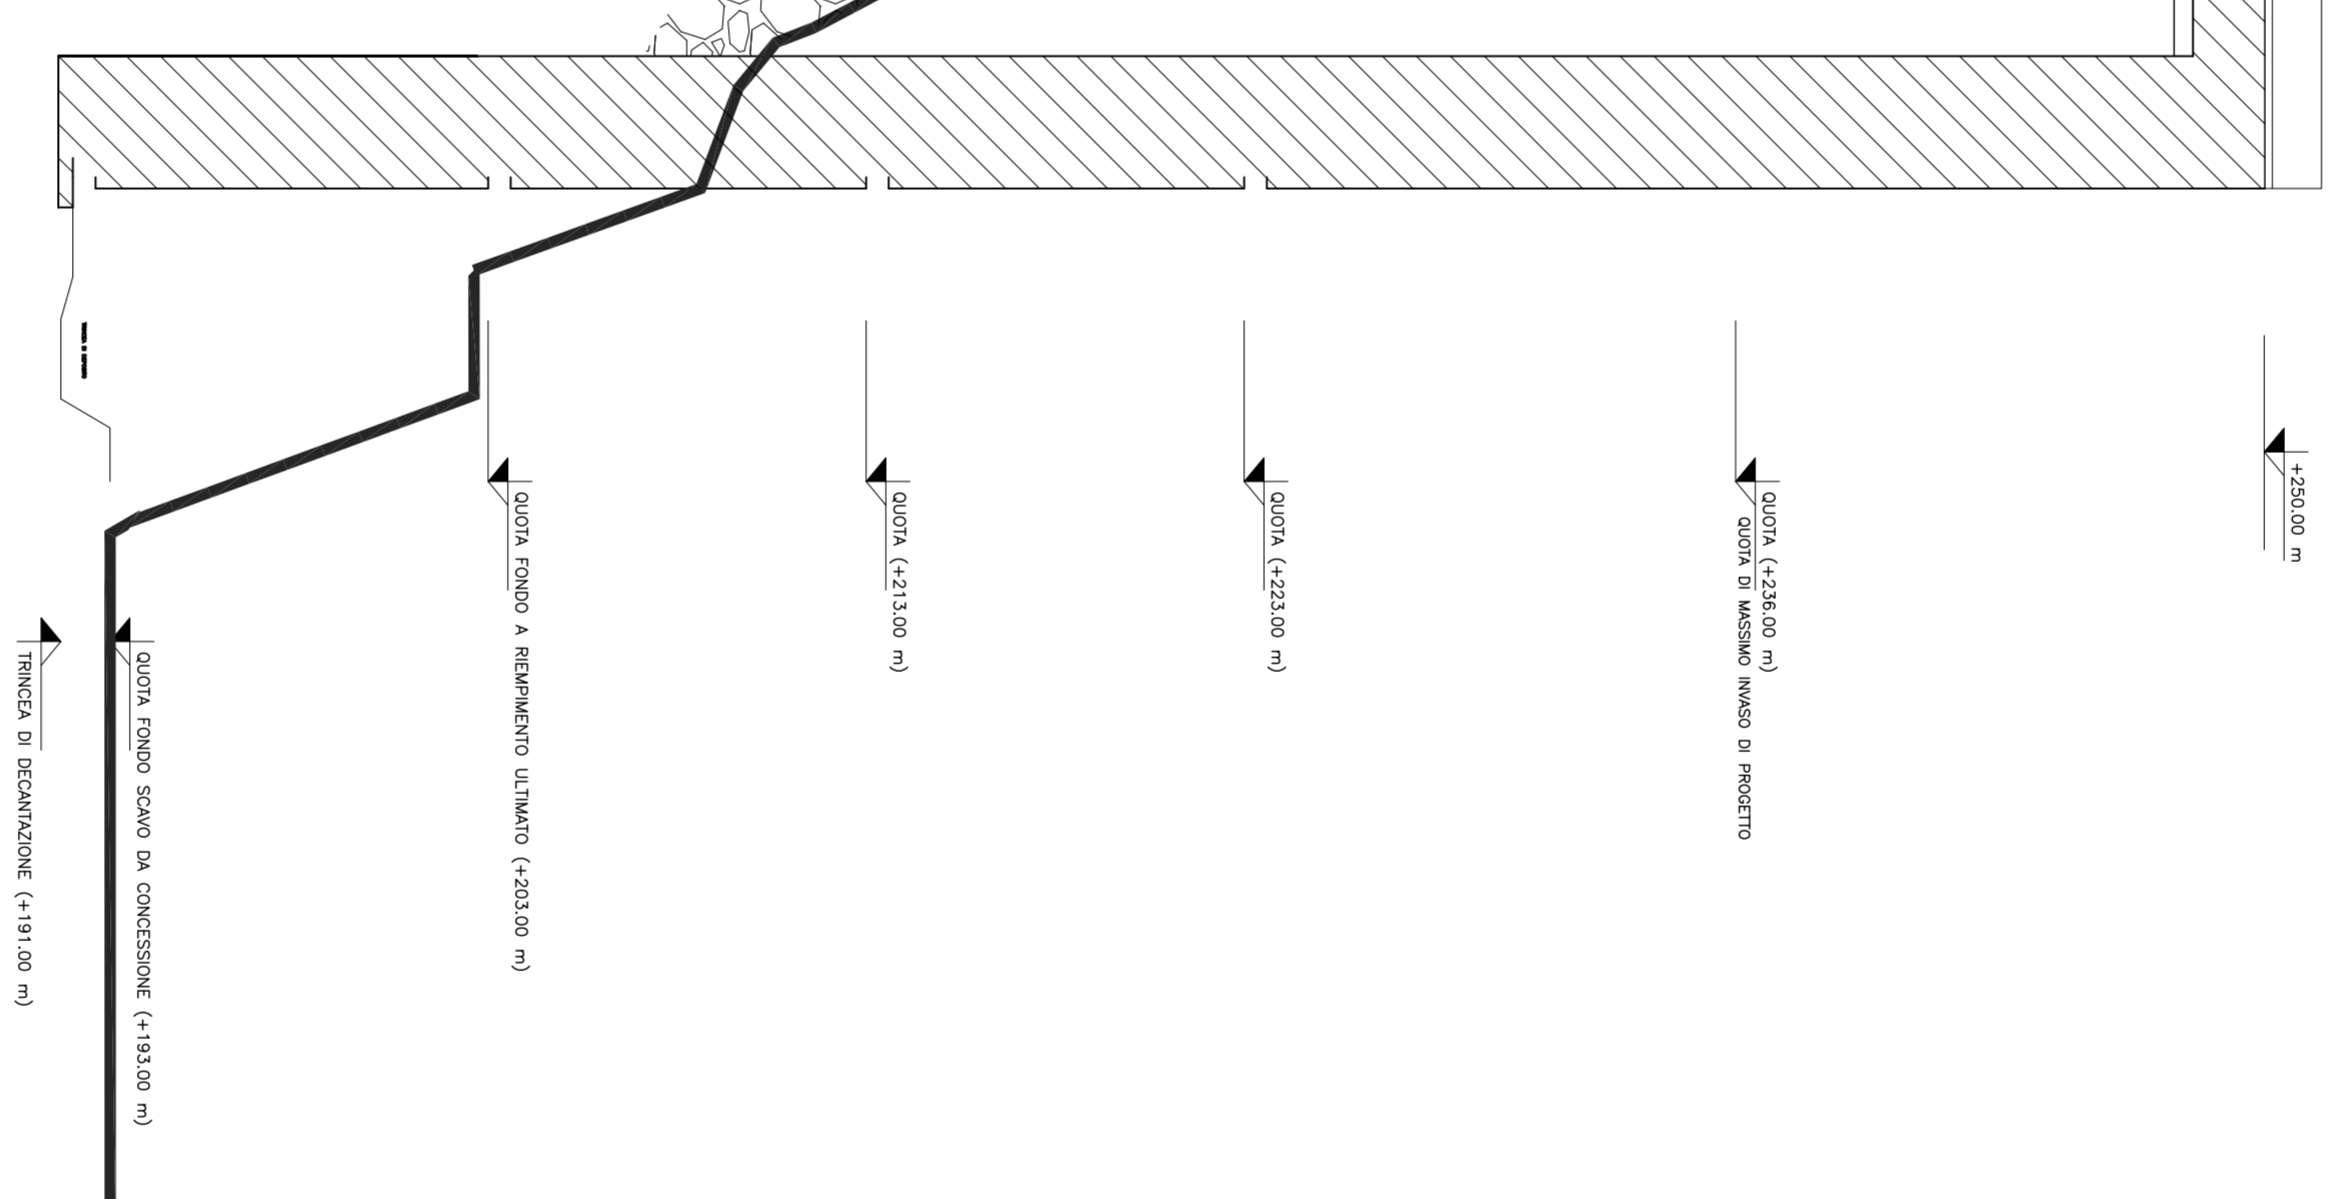 +250.00 m
QUOTA (+236.00 m)
QUOTA DI MASSIMO INVASO DI PROGETTO
QUOTA (+223.00 m)
QUOTA (+213.00 m)
QUOTA FONDO A RIEMPIMENTO ULTIMATO (+203.00 m)
QUOTA FONDO SCAVO DA CONCESSIONE (+193.00 m)
TRINCEA DI DECANTAZIONE (+191.00 m)